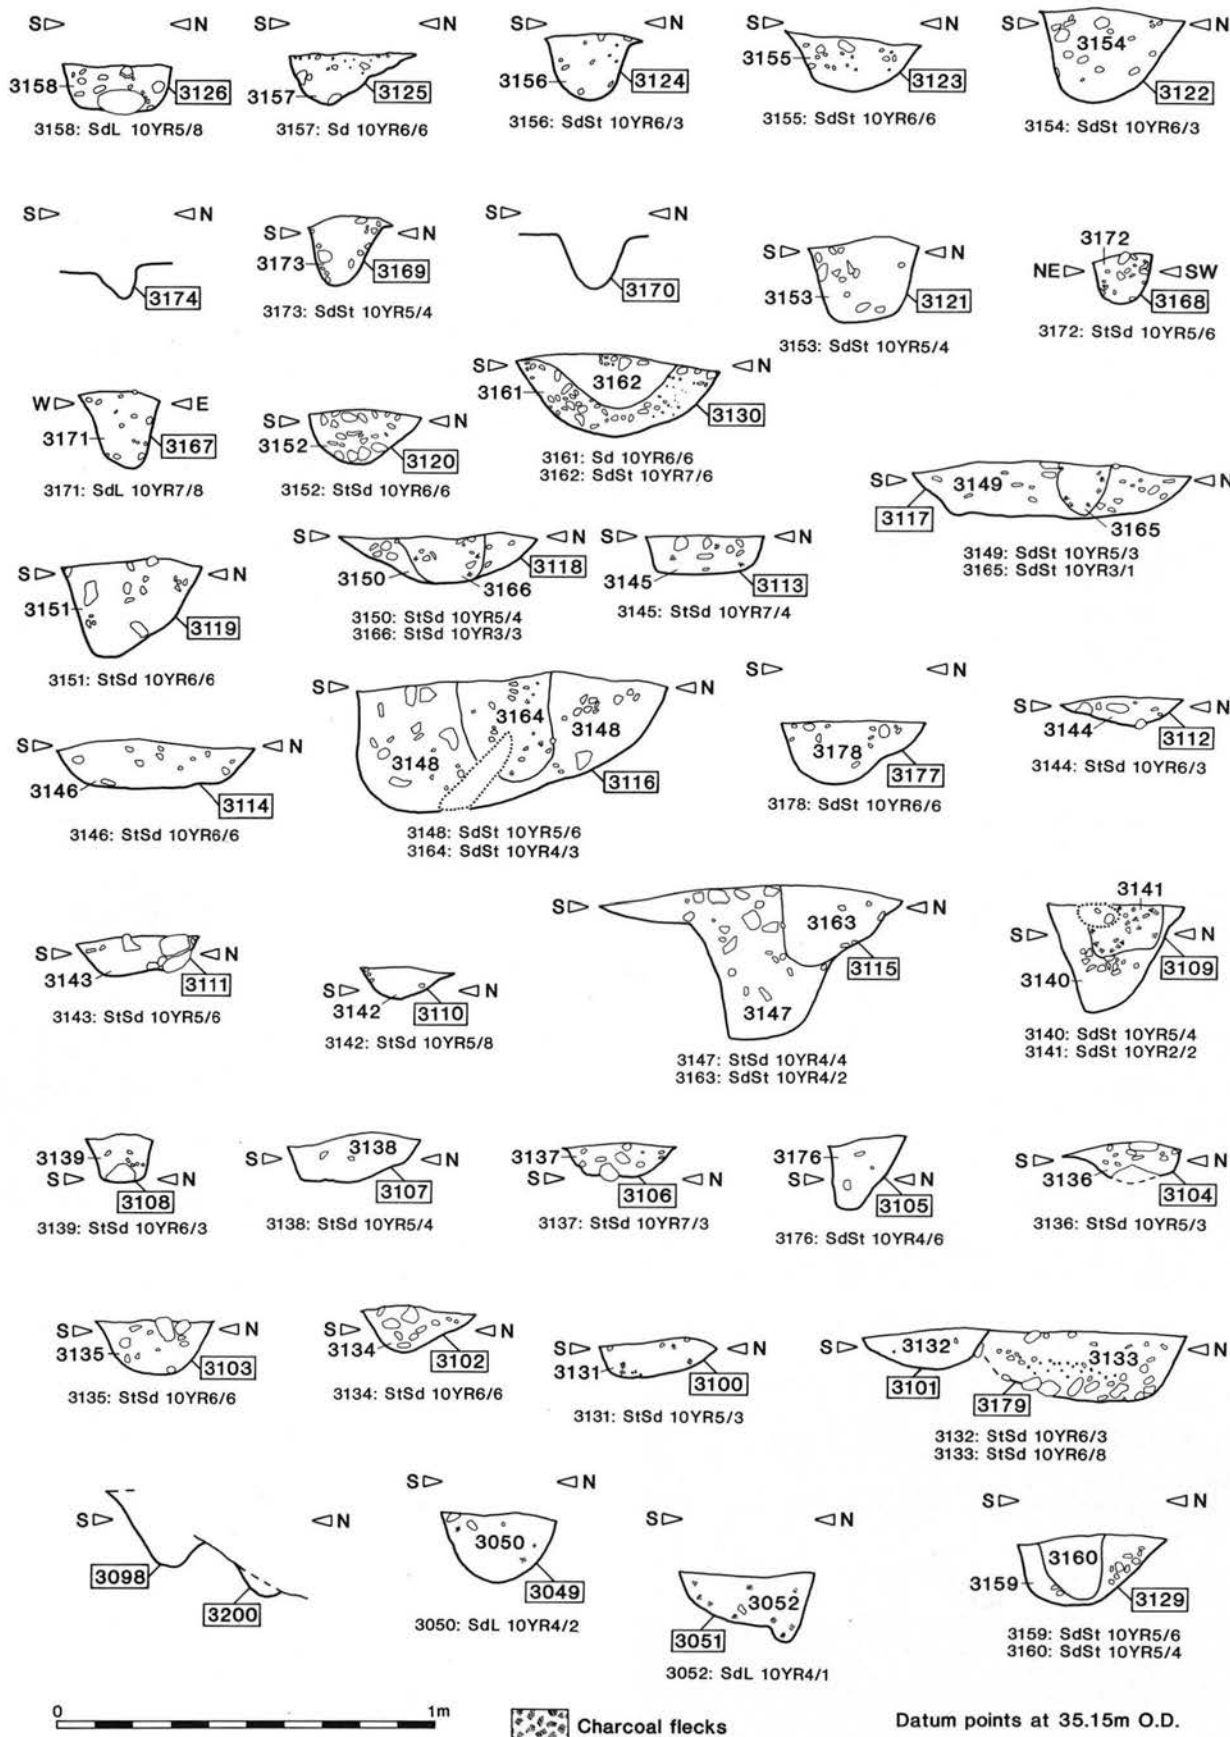 S N S N S N S N S N
3158 3126 3157 3125 3156 3124 3155 3123 3154 3122
3158: SdL 10YR5/8 3157: Sd 10YR6/6 3156: SdSt 10YR6/3 3155: SdSt 10YR6/6 3154: SdSt 10YR6/3
S N S N S N S N NE SW
3174 3173 3169 3170 3153 3121 3172 3168
3173: SdSt 10YR5/4 3153: SdSt 10YR5/4 3172: StSd 10YR5/6
W E S N S N S N
3171 3167 3152 3120 3161 3162 3130 3149 3117 3165
3171: SdL 10YR7/8 3152: StSd 10YR6/6 3161: Sd 10YR6/6
3162: SdSt 10YR7/6
3149: SdSt 10YR5/3
3165: SdSt 10YR3/1
S N S N S N
3151 3119 3150 3166 3118 3145 3113
3151: StSd 10YR6/6 3150: StSd 10YR5/4 3145: StSd 10YR7/4
3166: StSd 10YR3/3
S N S N S N S N
3146 3114 3148 3164 3148 3116 3178 3177 3144 3112
3146: StSd 10YR6/6 3148: SdSt 10YR5/6 3178: SdSt 10YR6/6 3144: StSd 10YR6/3
3164: SdSt 10YR4/3
S N S N S N S N
3143 3111 3142 3110 3147 3163 3115 3140 3141 3109
3143: StSd 10YR5/6 3142: StSd 10YR5/8 3147: StSd 10YR4/4 3140: SdSt 10YR5/4
3163: SdSt 10YR4/2 3141: SdSt 10YR2/2
S N S N S N S N S N
3139 3108 3138 3107 3137 3106 3176 3105 3136 3104
3139: StSd 10YR6/3 3138: StSd 10YR5/4 3137: StSd 10YR7/3 3176: SdSt 10YR4/6 3136: StSd 10YR5/3
S N S N S N S N
3135 3103 3134 3102 3131 3100 3132 3101 3179 3133
3135: StSd 10YR6/6 3134: StSd 10YR6/6 3131: StSd 10YR5/3 3132: StSd 10YR6/3
3133: StSd 10YR6/8
S N S N S N S N
3098 3200 3050 3049 3052 3051 3159 3160 3129
3050: SdL 10YR4/2 3052: SdL 10YR4/1 3159: SdSt 10YR5/6
3160: SdSt 10YR5/4
0 1m
Charcoal flecks
Datum points at 35.15m O.D.